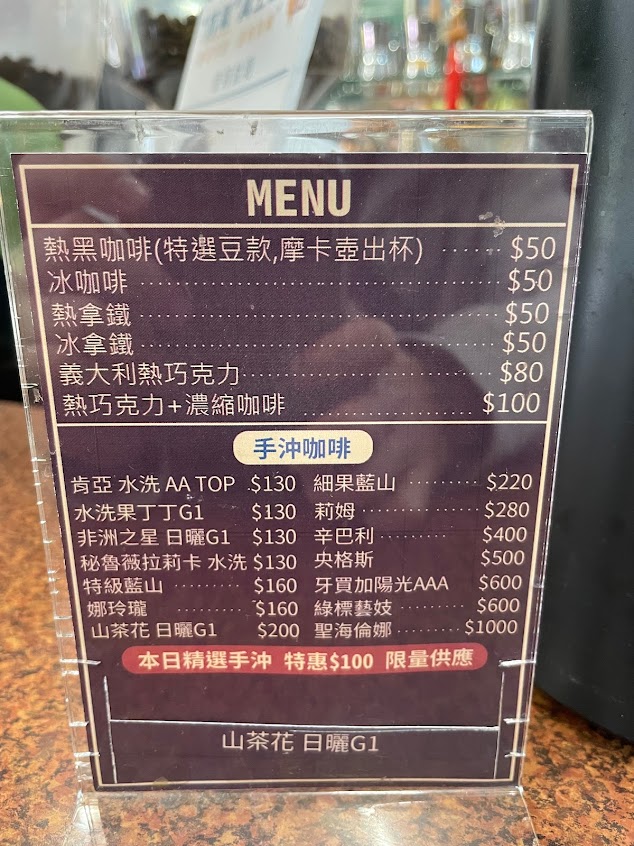 MENU
熱黑咖啡(特選豆款,摩卡壺出杯) $50
冰咖啡 $50
熱拿鐵 $50
冰拿鐵 $50
義大利熱巧克力 $80
熱巧克力+濃縮咖啡 $100
手沖咖啡
肯亞 水洗 AA TOP $130
水洗果丁丁G1 $130
非洲之星 日曬G1 $130
秘魯薇拉莉卡 水洗 $130
特級藍山 $160
娜玲瓏 $160
山茶花 日曬G1 $200
細果藍山 $220
莉姆 $280
辛巴利 $400
央格斯 $500
牙買加陽光AAA $600
綠標藝妓 $600
聖海倫娜 $1000
本日精選手沖 特惠$100 限量供應
山茶花 日曬G1